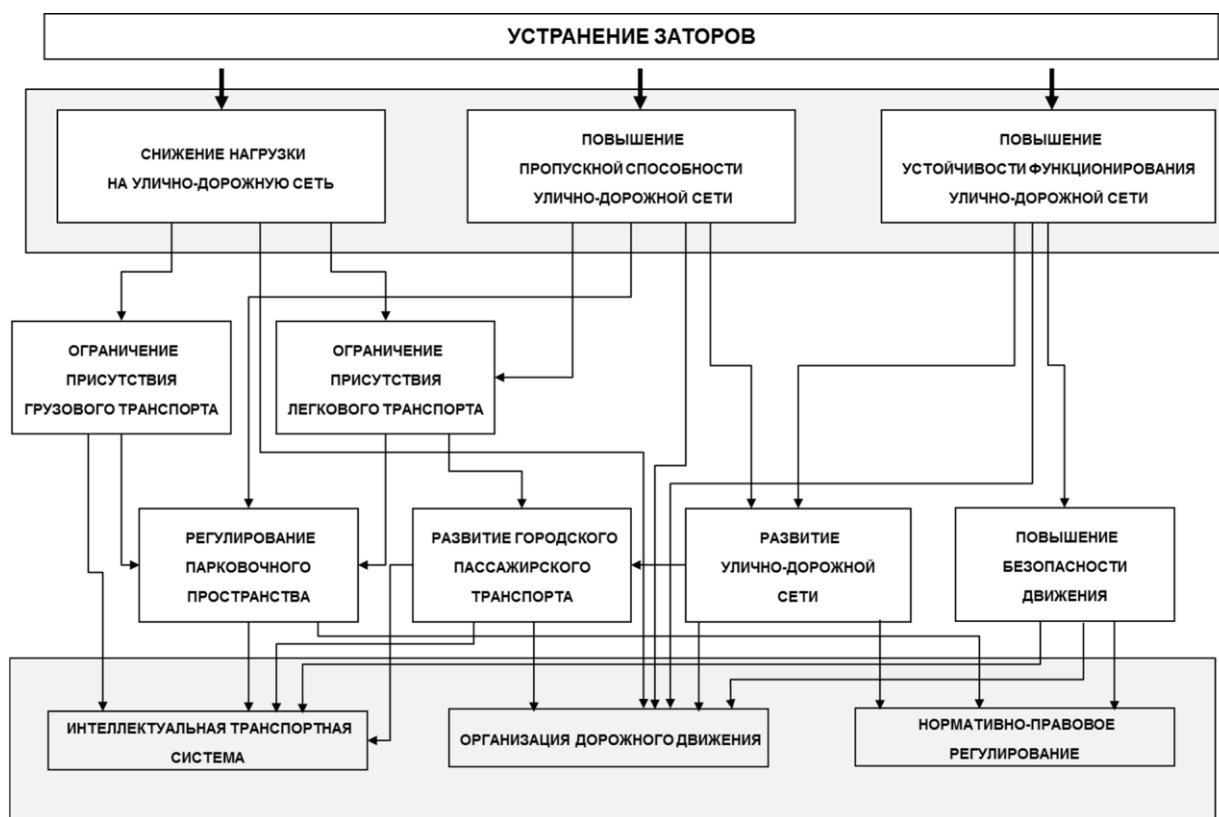 УСТРАНЕНИЕ ЗАТОРОВ
СНИЖЕНИЕ НАГРУЗКИ
НА УЛИЧНО-ДОРОЖНУЮ СЕТЬ
ПОВЫШЕНИЕ
ПРОПУСКНОЙ СПОСОБНОСТИ
УЛИЧНО-ДОРОЖНОЙ СЕТИ
ПОВЫШЕНИЕ
УСТОЙЧИВОСТИ ФУНКЦИОНИРОВАНИЯ
УЛИЧНО-ДОРОЖНОЙ СЕТИ
ОГРАНИЧЕНИЕ
ПРИСУТСТВИЯ
ГРУЗОВОГО ТРАНСПОРТА
ОГРАНИЧЕНИЕ
ПРИСУТСТВИЯ
ЛЕГКОВОГО ТРАНСПОРТА
РЕГУЛИРОВАНИЕ
ПАРКОВОЧНОГО
ПРОСТРАНСТВА
РАЗВИТИЕ ГОРОДСКОГО
ПАССАЖИРСКОГО
ТРАНСПОРТА
РАЗВИТИЕ
УЛИЧНО-ДОРОЖНОЙ
СЕТИ
ПОВЫШЕНИЕ
БЕЗОПАСНОСТИ
ДВИЖЕНИЯ
ИНТЕЛЛЕКТУАЛЬНАЯ ТРАНСПОРТНАЯ
СИСТЕМА
ОРГАНИЗАЦИЯ ДОРОЖНОГО ДВИЖЕНИЯ
НОРМАТИВНО-ПРАВОВОЕ
РЕГУЛИРОВАНИЕ